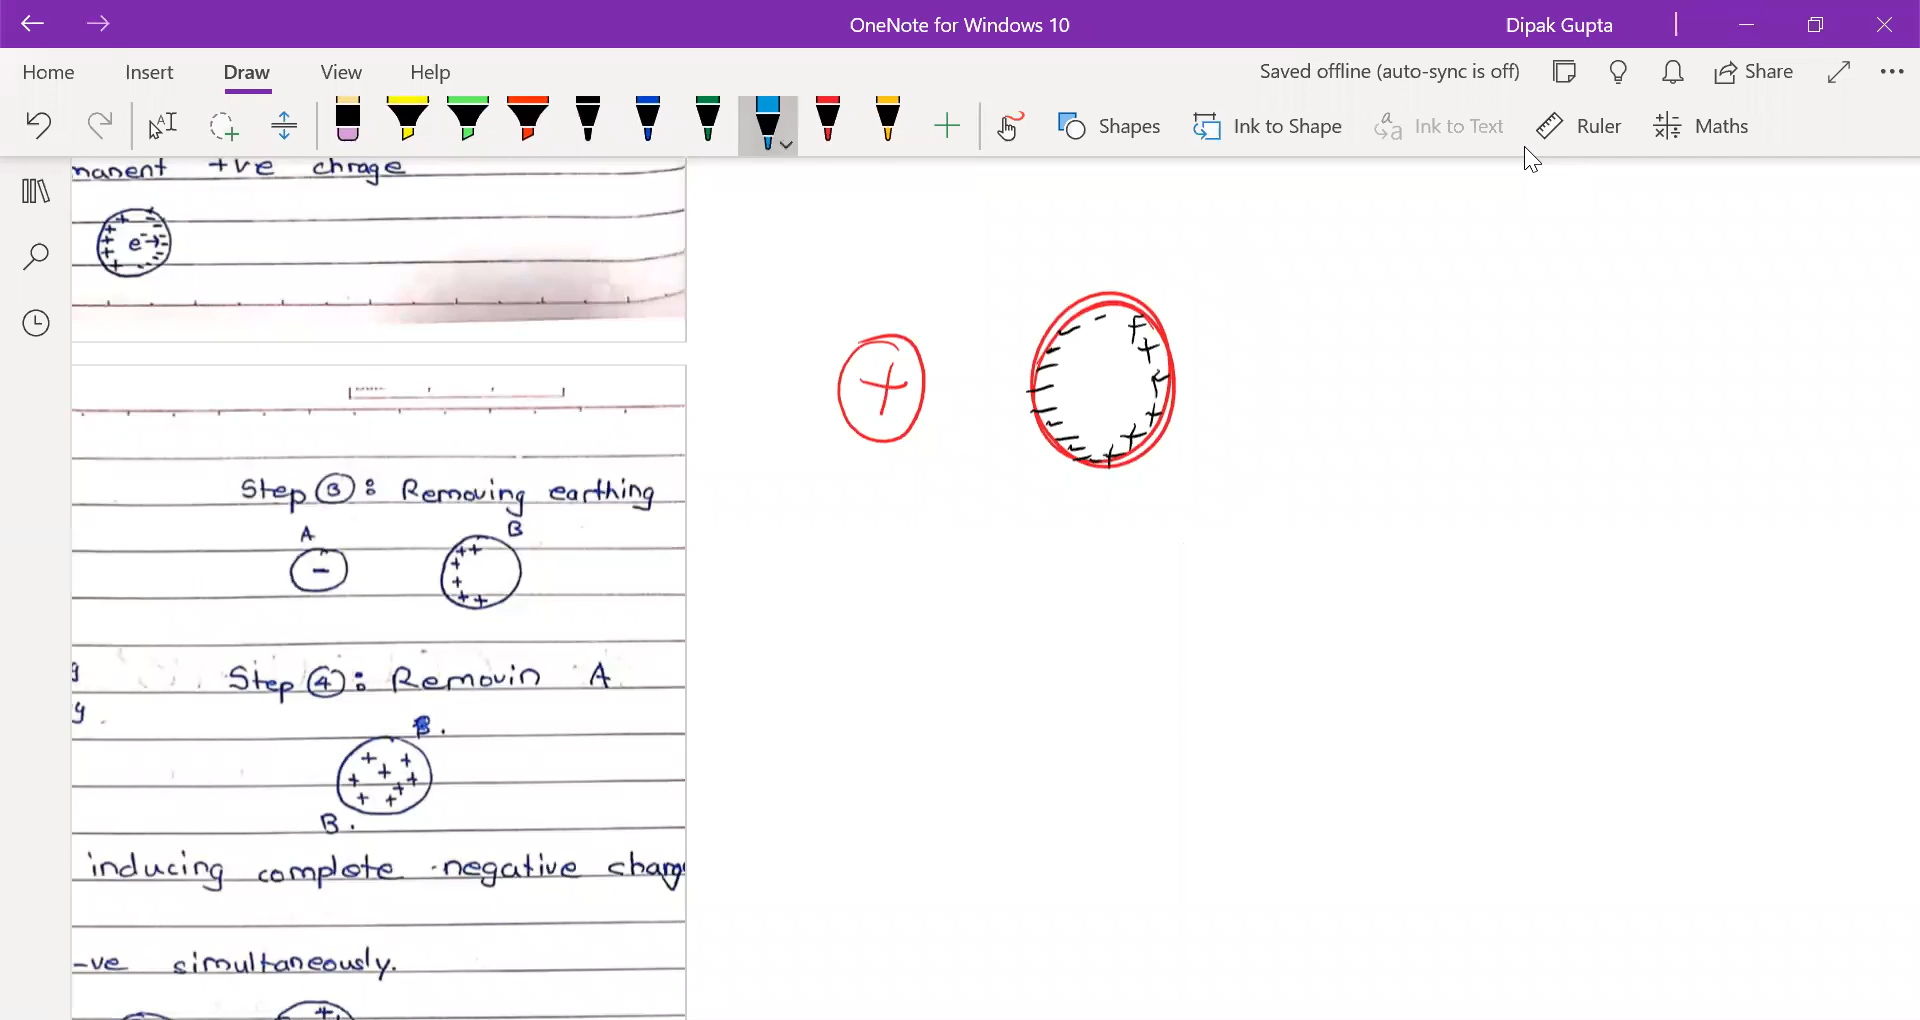 OneNote for Windows 10
Dipak Gupta
Home Insert Draw View Help
Saved offline (auto-sync is off)
Share
Shapes
Ink to Shape
Ink to Text
Ruler
Maths
manent +ve chrage
+ -
e-→
+
Step ③ : Removing earthing
A B
-
+ +
+
+
+ +
Step ④ : Removin A
B.
+ + + + + + + +
B.
inducing complete negative charg
-ve simultaneously.
+